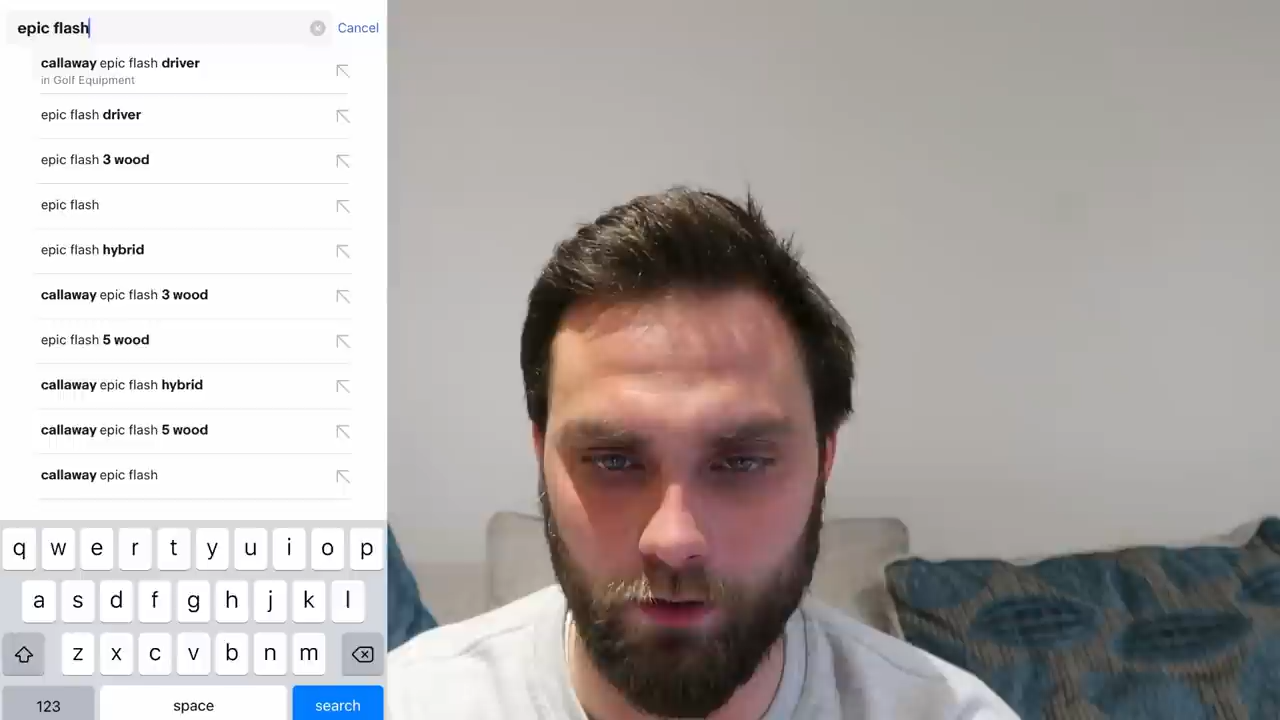 epic flash
Cancel
callaway epic flash driver
in Golf Equipment
epic flash driver
epic flash 3 wood
epic flash
epic flash hybrid
callaway epic flash 3 wood
epic flash 5 wood
callaway epic flash hybrid
callaway epic flash 5 wood
callaway epic flash
q w e r t y u i o p
a s d f g h j k l
z x c v b n m
123 space search